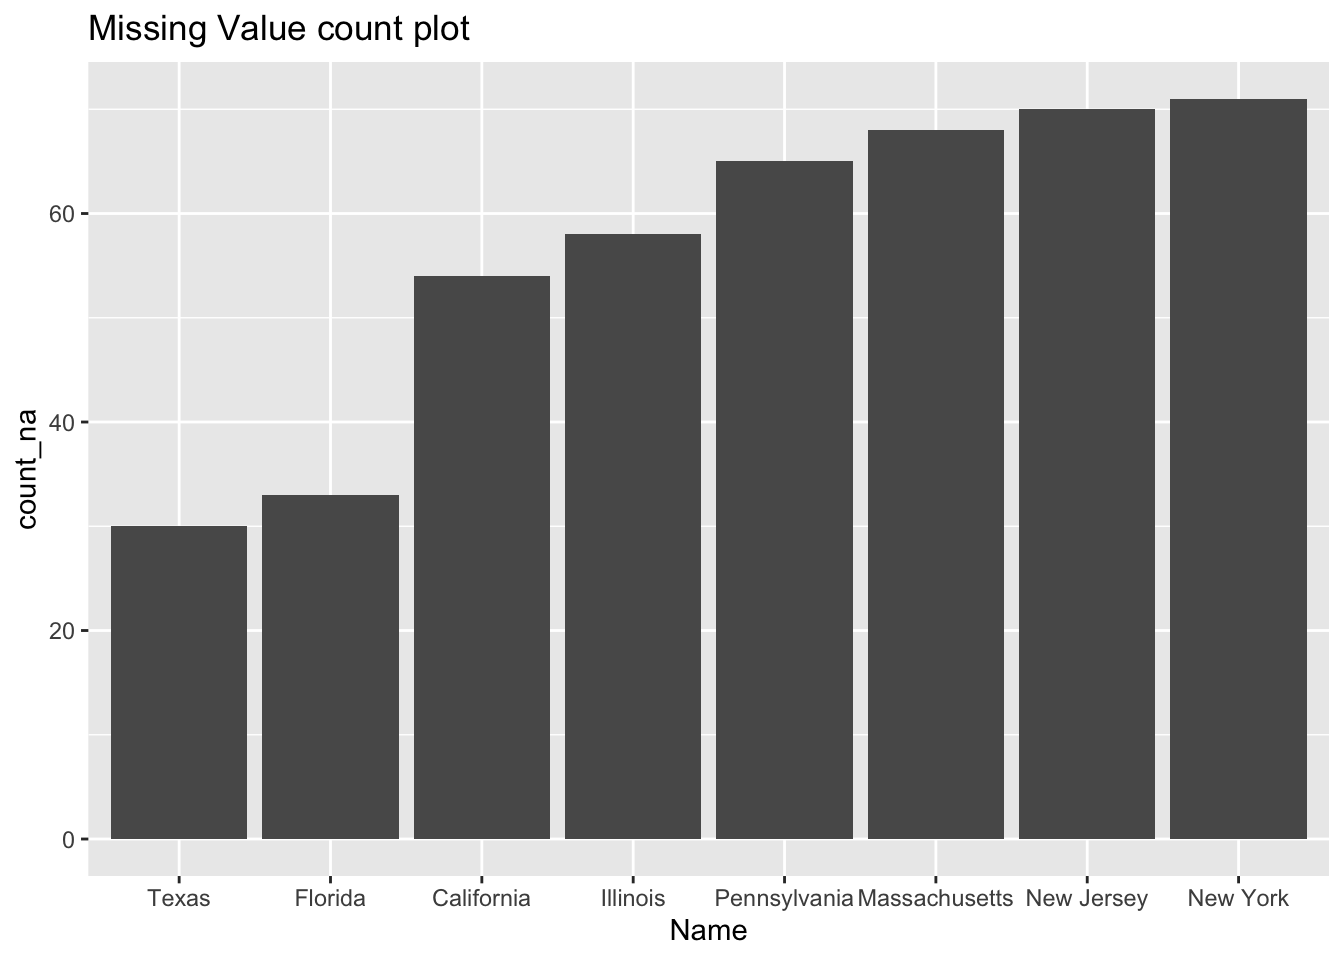 Missing Value count plot
count_na
60
40
20
0
Texas Florida California Illinois Pennsylvania Massachusetts New Jersey New York
Name